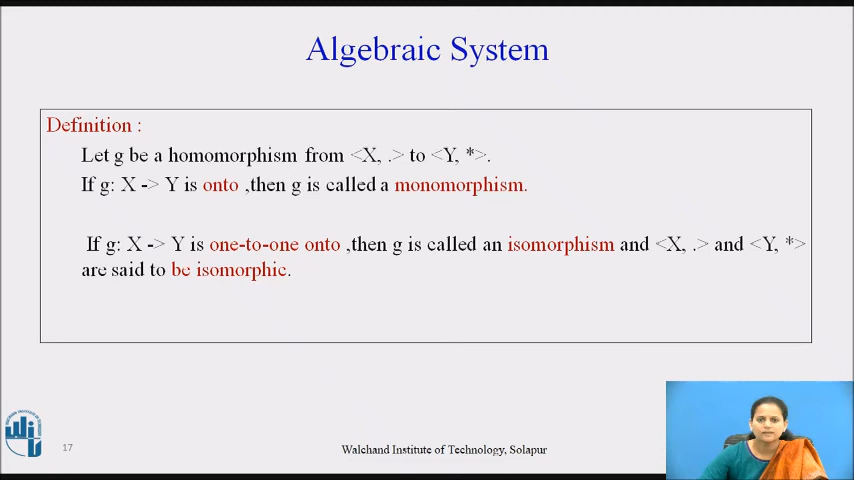 Algebraic System
Definition :
Let g be a homomorphism from <X, .> to <Y, *>.
If g: X -> Y is onto ,then g is called a monomorphism.
If g: X -> Y is one-to-one onto ,then g is called an isomorphism and <X, .> and <Y, *>
are said to be isomorphic.
17
Walchand Institute of Technology, Solapur